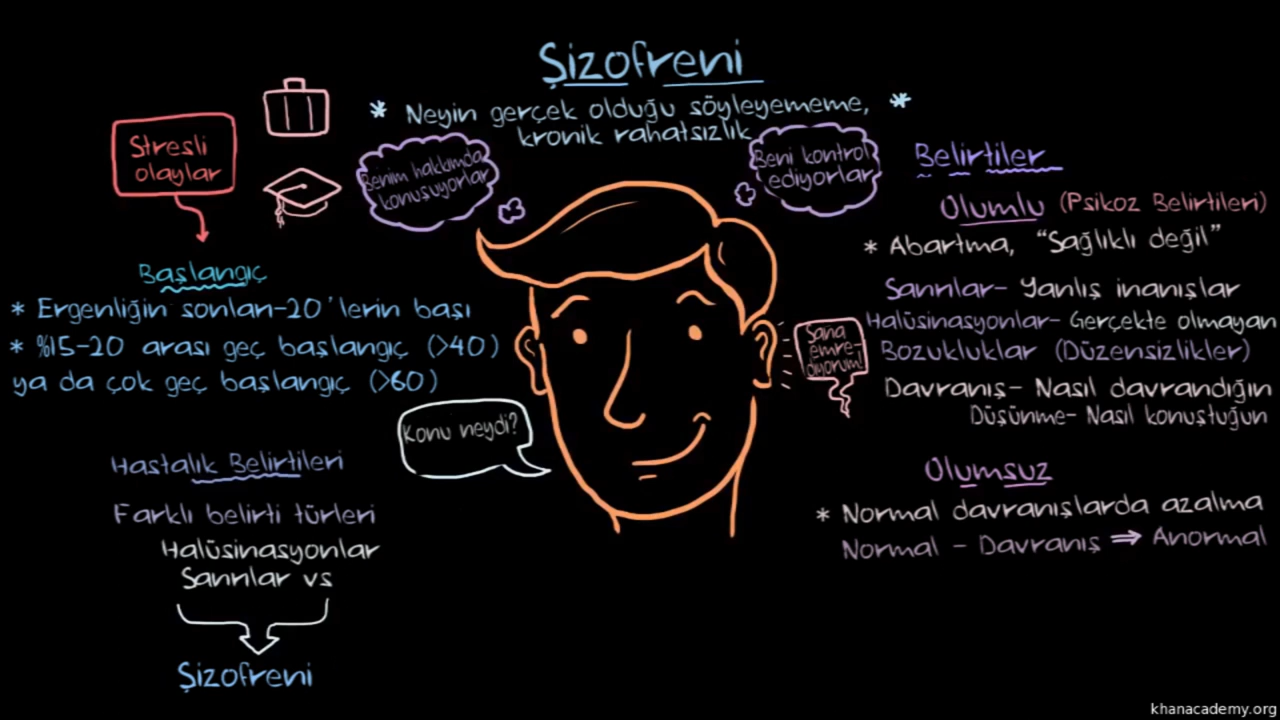 Şizofreni
* Neyin gerçek olduğu söyleyememe, *
kronik rahatsızlık
Stresli
olaylar
Benim hakkımda
konuşuyorlar
Beni kontrol
ediyorlar
Başlangıç
* Ergenliğin sonları-20'lerin başı
* %15-20 arası geç başlangıç (>40)
ya da çok geç başlangıç (>60)
Konu neydi?
Hastalık Belirtileri
Farklı belirti türleri
Halüsinasyonlar
Sanrılar vs
Şizofreni
Sana
emre-
diyorum!
Belirtiler
Olumlu (Psikoz Belirtileri)
* Abartma, "Sağlıklı değil"
Sanrılar- Yanlış inanışlar
Halüsinasyonlar- Gerçekte olmayan
Bozukluklar (Düzensizlikler)
Davranış- Nasıl davrandığın
Düşünme- Nasıl konuştuğun
Olumsuz
* Normal davranışlarda azalma
Normal - Davranış ⇒ Anormal
khanacademy.org